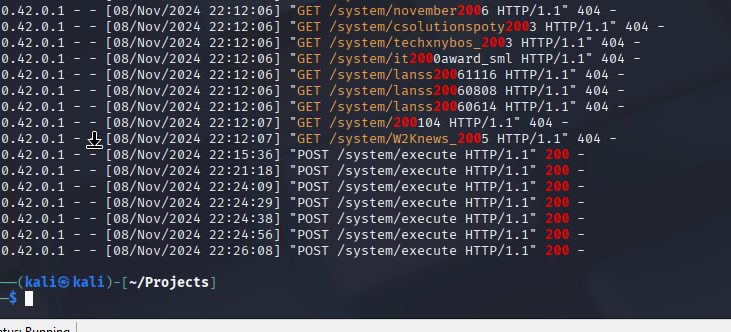 0.42.0.1 - - [08/Nov/2024 22:12:06] "GET /system/november2006 HTTP/1.1" 404 -
0.42.0.1 - - [08/Nov/2024 22:12:06] "GET /system/csolutionspoty2003 HTTP/1.1" 404 -
0.42.0.1 - - [08/Nov/2024 22:12:06] "GET /system/techxnybos_2003 HTTP/1.1" 404 -
0.42.0.1 - - [08/Nov/2024 22:12:06] "GET /system/it2000award_sml HTTP/1.1" 404 -
0.42.0.1 - - [08/Nov/2024 22:12:06] "GET /system/lanss20061116 HTTP/1.1" 404 -
0.42.0.1 - - [08/Nov/2024 22:12:06] "GET /system/lanss20060808 HTTP/1.1" 404 -
0.42.0.1 - - [08/Nov/2024 22:12:06] "GET /system/lanss20060614 HTTP/1.1" 404 -
0.42.0.1 - - [08/Nov/2024 22:12:07] "GET /system/200104 HTTP/1.1" 404 -
0.42.0.1 - - [08/Nov/2024 22:12:07] "GET /system/W2Knews_2005 HTTP/1.1" 404 -
0.42.0.1 - - [08/Nov/2024 22:15:36] "POST /system/execute HTTP/1.1" 200 -
0.42.0.1 - - [08/Nov/2024 22:21:18] "POST /system/execute HTTP/1.1" 200 -
0.42.0.1 - - [08/Nov/2024 22:24:09] "POST /system/execute HTTP/1.1" 200 -
0.42.0.1 - - [08/Nov/2024 22:24:29] "POST /system/execute HTTP/1.1" 200 -
0.42.0.1 - - [08/Nov/2024 22:24:38] "POST /system/execute HTTP/1.1" 200 -
0.42.0.1 - - [08/Nov/2024 22:24:56] "POST /system/execute HTTP/1.1" 200 -
0.42.0.1 - - [08/Nov/2024 22:26:08] "POST /system/execute HTTP/1.1" 200 -
(kali㉿kali)-[~/Projects]
$
tus: Running